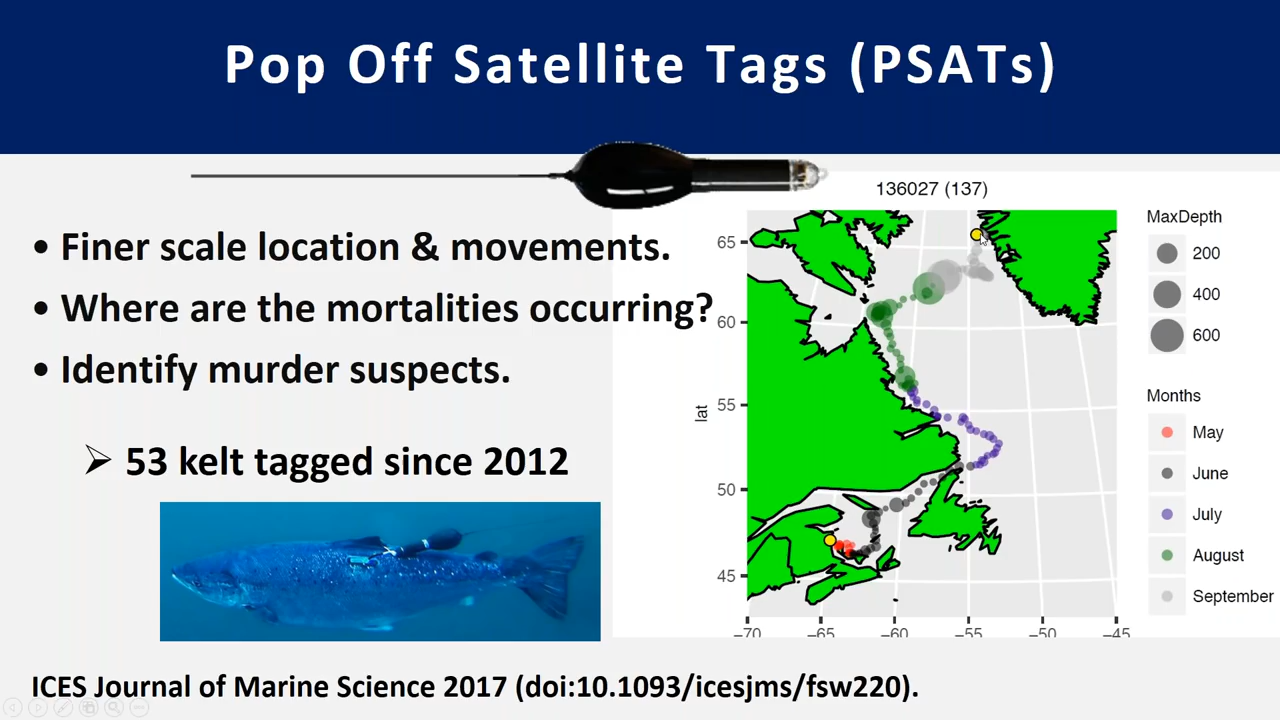 Pop Off Satellite Tags (PSATs)
• Finer scale location & movements.
• Where are the mortalities occurring?
• Identify murder suspects.
➢ 53 kelt tagged since 2012
136027 (137)
lat
65
60
55
50
45
−70
−65
−60
−55
−50
−45
MaxDepth
200
400
600
Months
May
June
July
August
September
ICES Journal of Marine Science 2017 (doi:10.1093/icesjms/fsw220).